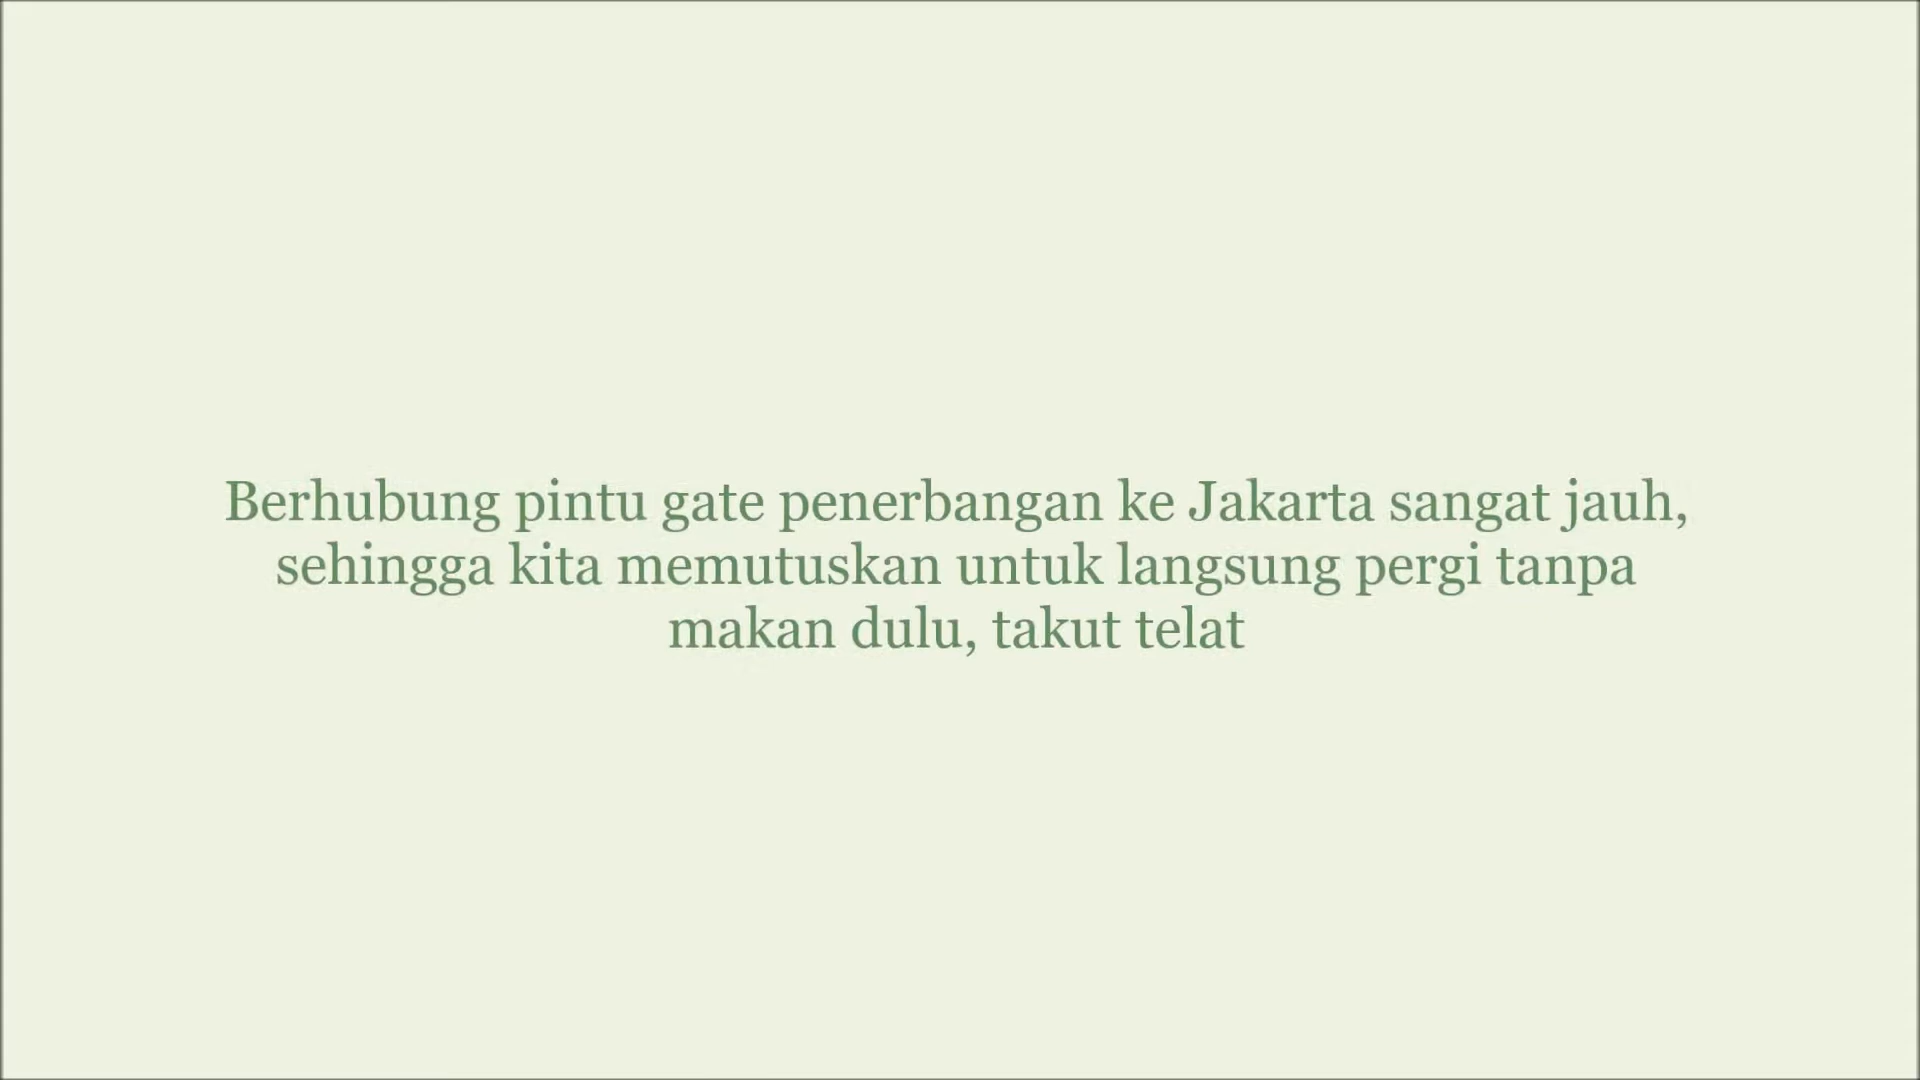 Berhubung pintu gate penerbangan ke Jakarta sangat jauh,
sehingga kita memutuskan untuk langsung pergi tanpa
makan dulu, takut telat